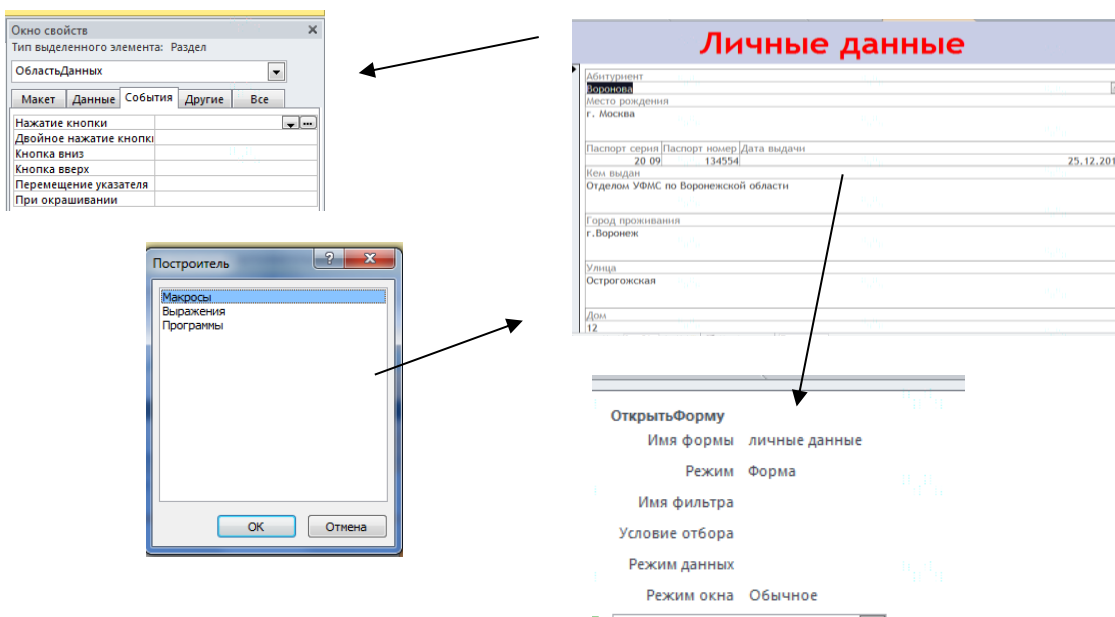 Окно свойств
Тип выделенного элемента: Раздел
ОбластьДанных
Макет Данные События Другие Все
Нажатие кнопки
Двойное нажатие кнопкі
Кнопка вниз
Кнопка вверх
Перемещение указателя
При окрашивании
Личные данные
Абитуриент
Воронова
Место рождения
г. Москва
Паспорт серия Паспорт номер Дата выдачи
20 09 134554 25.12.201
Кем выдан
Отделом УФМС по Воронежской области
Город проживания
г.Воронеж
Улица
Острогожская
Дом
12
Построитель
Макросы
Выражения
Программы
ОК Отмена
ОткрытьФорму
Имя формы личные данные
Режим Форма
Имя фильтра
Условие отбора
Режим данных
Режим окна Обычное